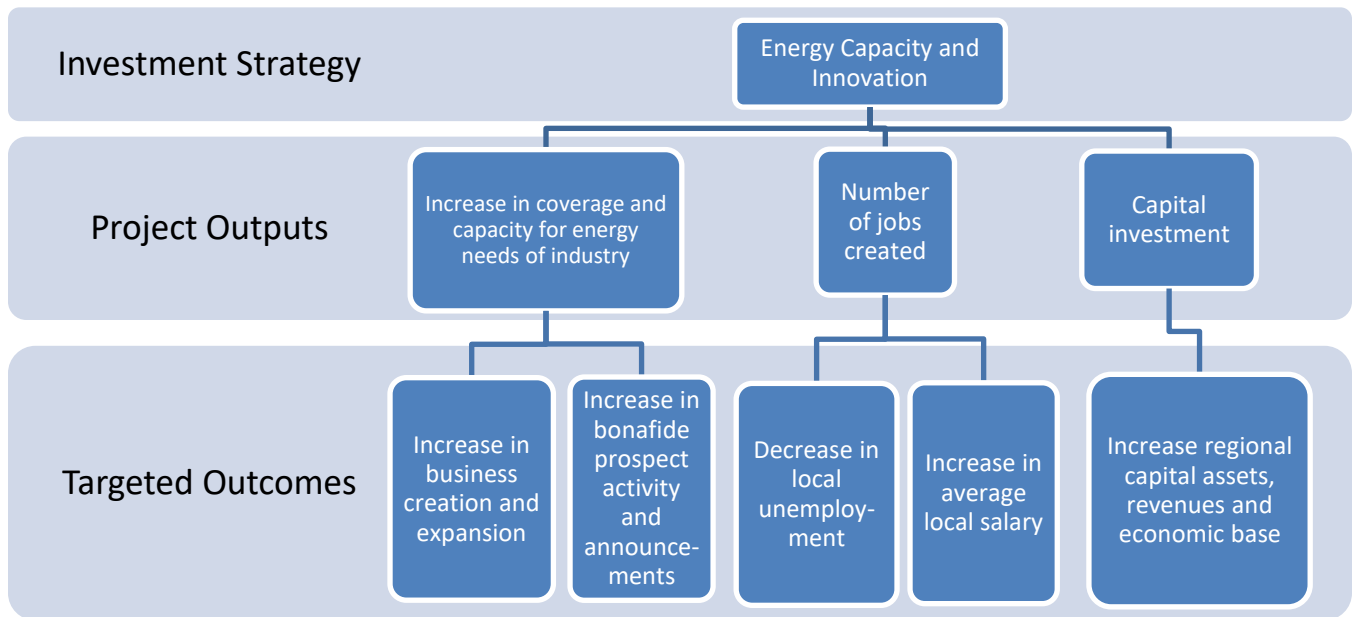 Investment Strategy
Energy Capacity and
Innovation
Project Outputs
Increase in coverage and
capacity for energy
needs of industry
Number
of jobs
created
Capital
investment
Targeted Outcomes
Increase in
business
creation and
expansion
Increase in
bonafide
prospect
activity
and
announce-
ments
Decrease in
local
unemploy-
ment
Increase in
average
local salary
Increase regional
capital assets,
revenues and
economic base